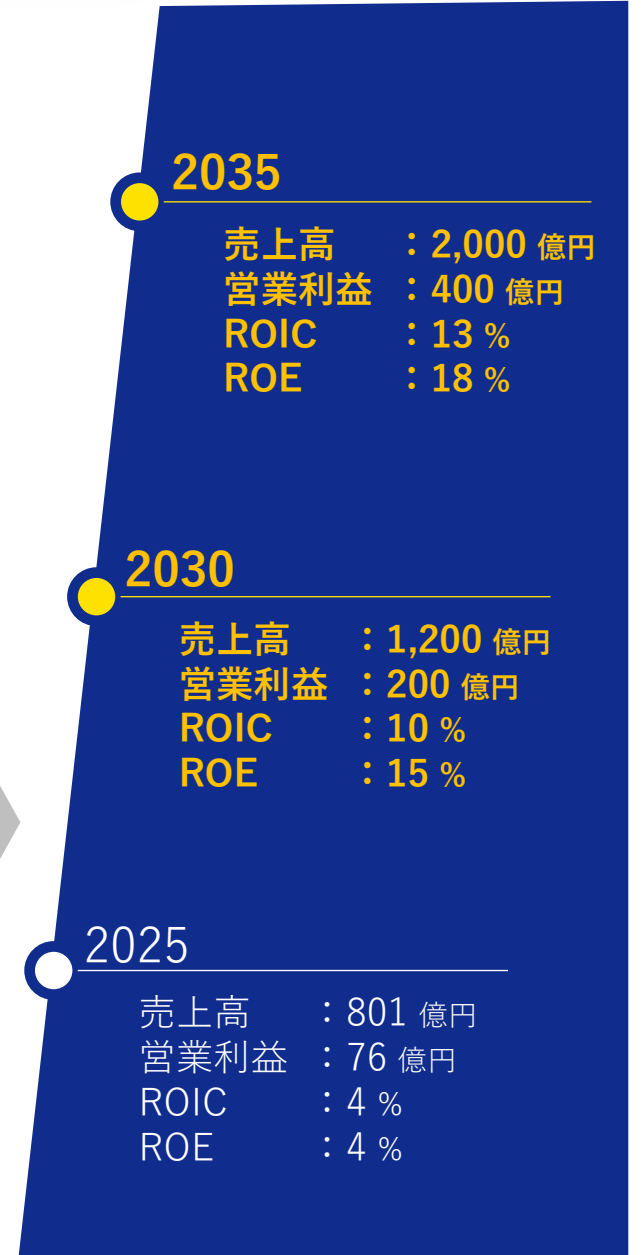 2035
売上高 ：2,000 億円
営業利益 ：400 億円
ROIC ：13 %
ROE ：18 %
2030
売上高 ：1,200 億円
営業利益 ：200 億円
ROIC ：10 %
ROE ：15 %
2025
売上高 ：801 億円
営業利益 ：76 億円
ROIC ：4 %
ROE ：4 %